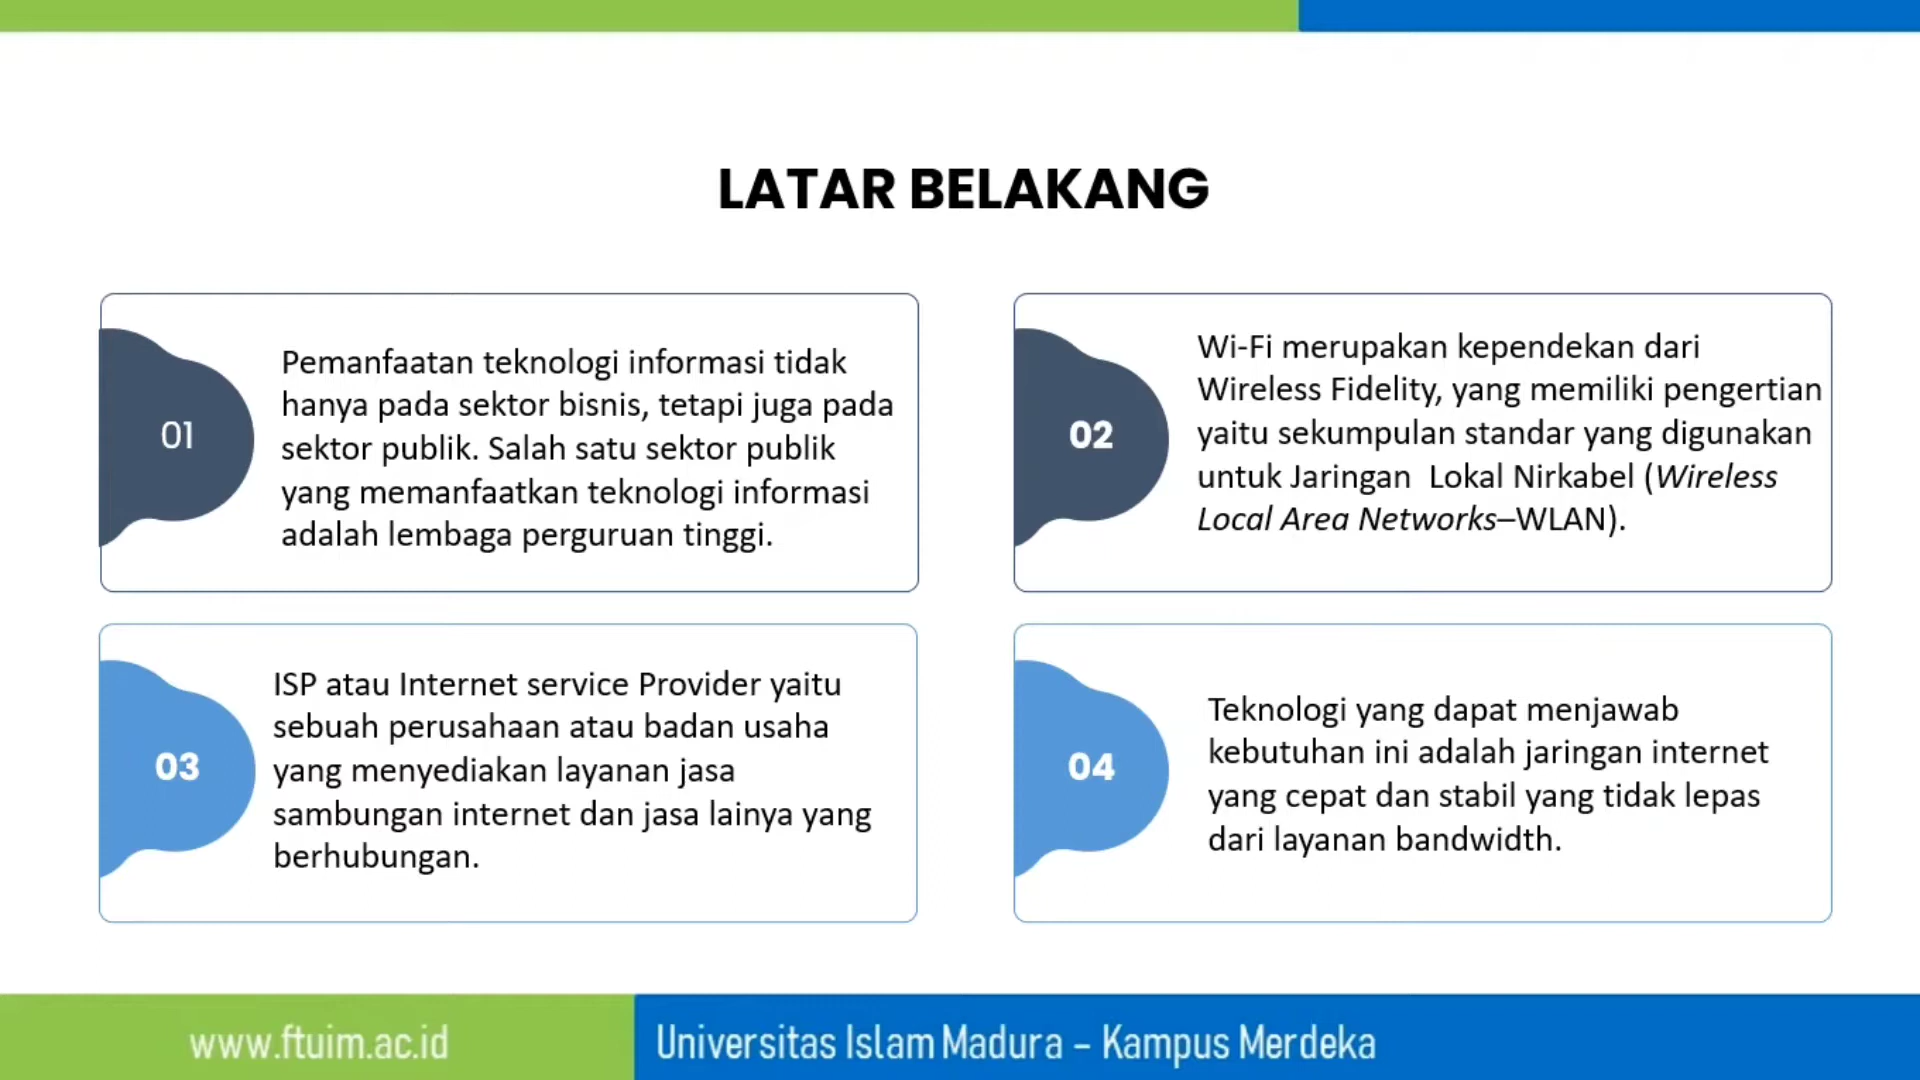 LATAR BELAKANG
01
Pemanfaatan teknologi informasi tidak
hanya pada sektor bisnis, tetapi juga pada
sektor publik. Salah satu sektor publik
yang memanfaatkan teknologi informasi
adalah lembaga perguruan tinggi.
02
Wi-Fi merupakan kependekan dari
Wireless Fidelity, yang memiliki pengertian
yaitu sekumpulan standar yang digunakan
untuk Jaringan  Lokal Nirkabel (Wireless
Local Area Networks–WLAN).
03
ISP atau Internet service Provider yaitu
sebuah perusahaan atau badan usaha
yang menyediakan layanan jasa
sambungan internet dan jasa lainya yang
berhubungan.
04
Teknologi yang dapat menjawab
kebutuhan ini adalah jaringan internet
yang cepat dan stabil yang tidak lepas
dari layanan bandwidth.
www.ftuim.ac.id
Universitas Islam Madura – Kampus Merdeka